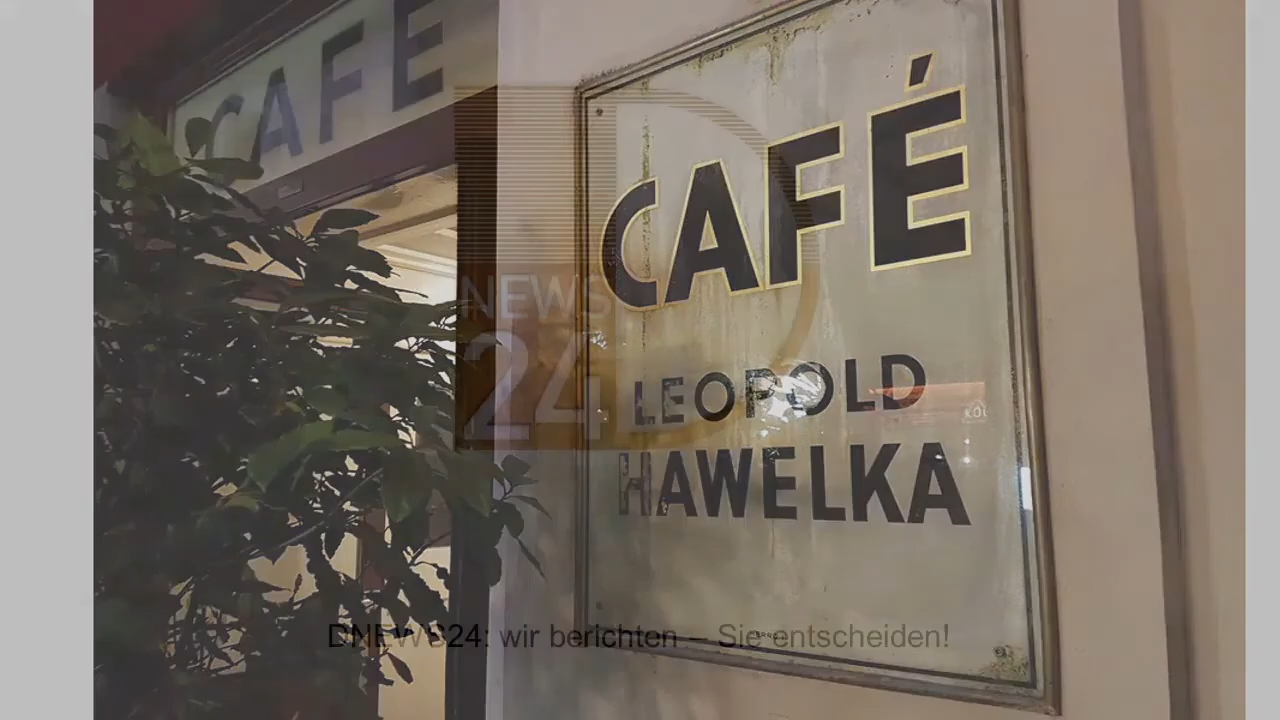 CAFE
CAFÉ
NEWS
24
LEOPOLD
HAWELKA
DNEWS24: wir berichten – Sie entscheiden!